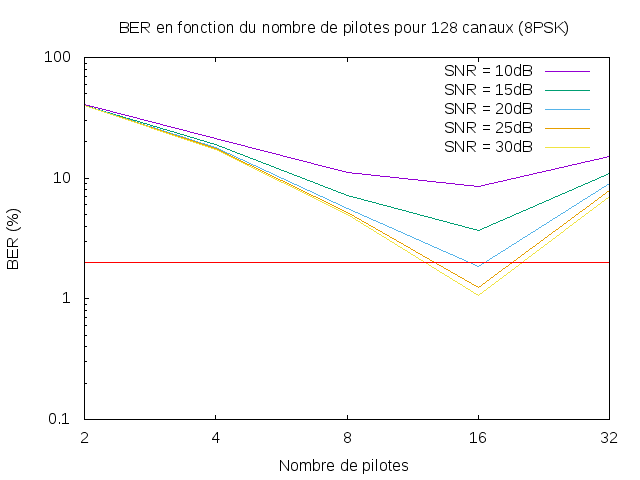 BER en fonction du nombre de pilotes pour 128 canaux (8PSK)
100
10
1
0.1
BER (%)
SNR = 10dB
SNR = 15dB
SNR = 20dB
SNR = 25dB
SNR = 30dB
2 4 8 16 32
Nombre de pilotes